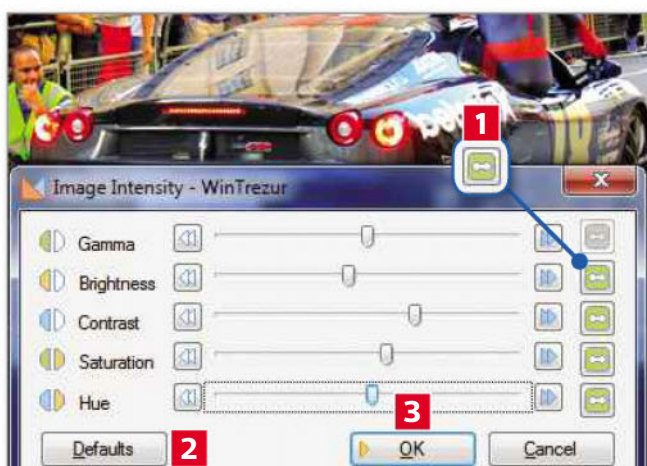 1
Image Intensity - WinTrezur
Gamma
Brightness
Contrast
Saturation
Hue
3
Defaults
2
OK
Cancel